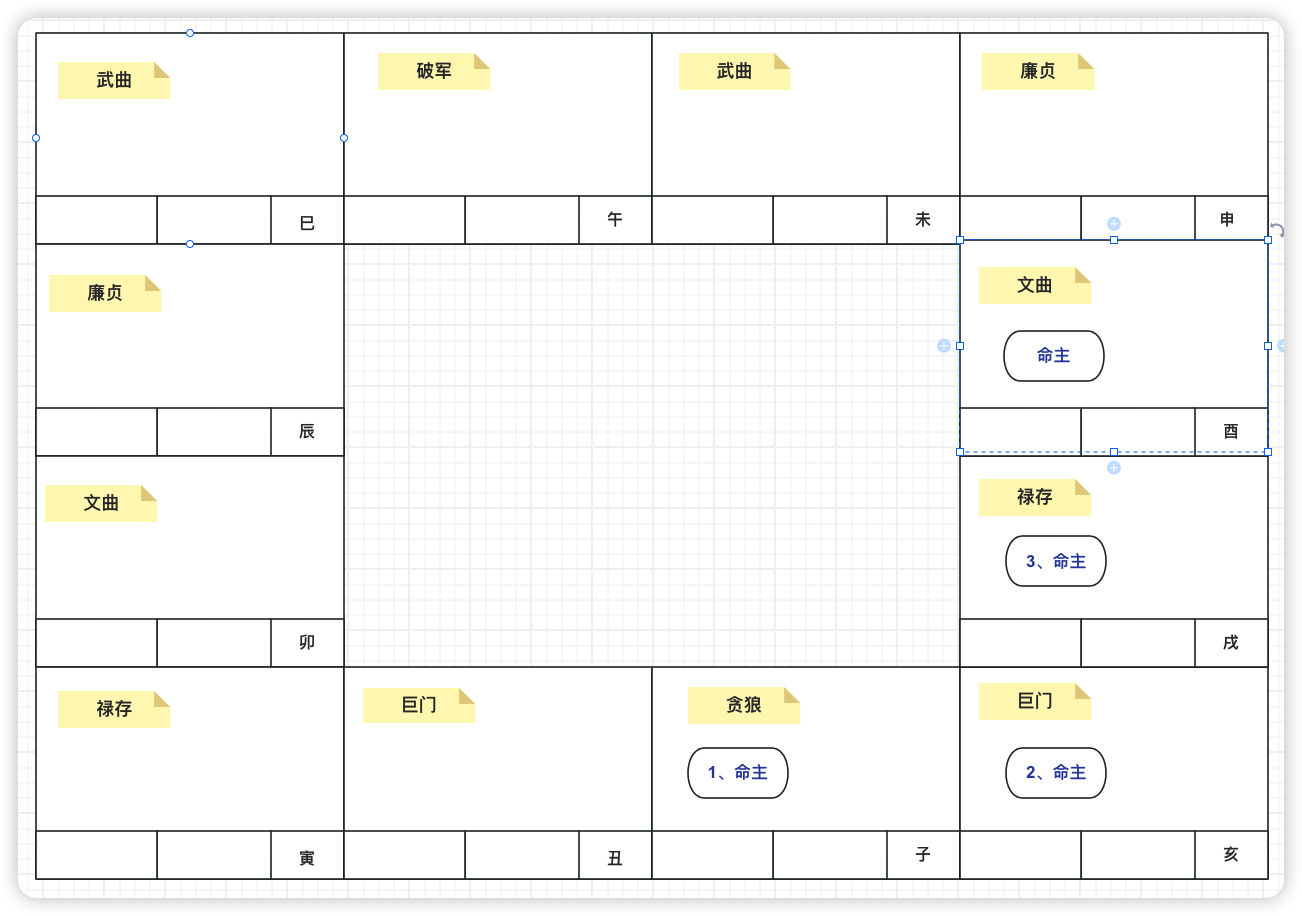 武曲
破军
武曲
廉贞
巳
午
未
申
廉贞
文曲
命主
辰
酉
文曲
禄存
3、命主
卯
戌
禄存
巨门
贪狼
巨门
1、命主
2、命主
寅
丑
子
亥